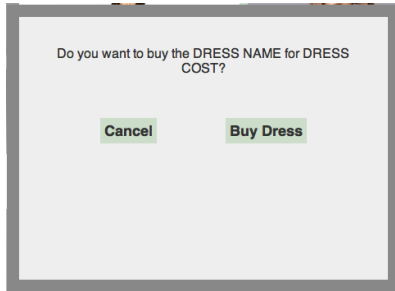 Do you want to buy the DRESS NAME for DRESS
COST?
Cancel
Buy Dress